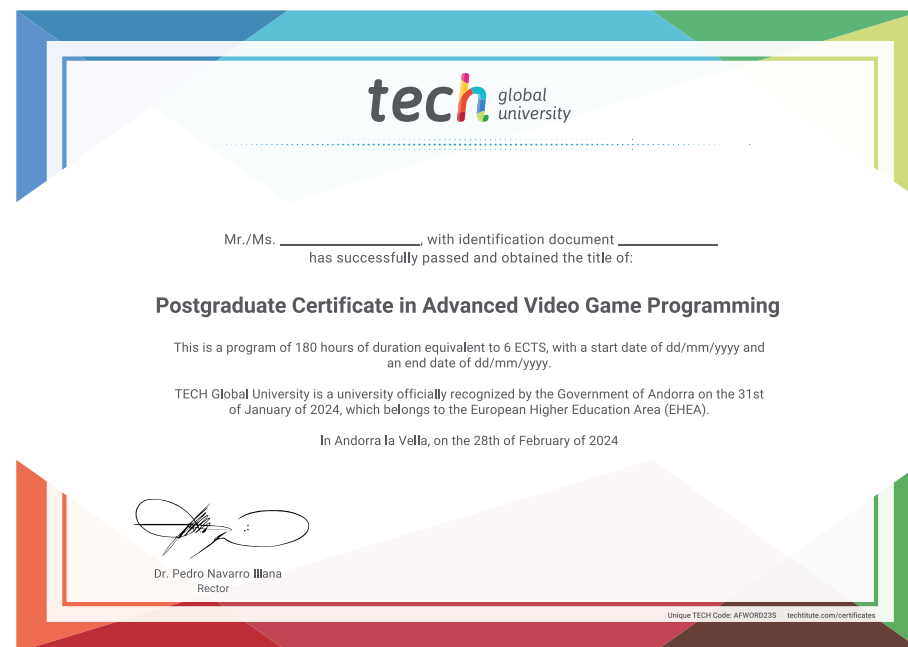 tech global university
Mr./Ms. ____________________, with identification document ______________
has successfully passed and obtained the title of:
Postgraduate Certificate in Advanced Video Game Programming
This is a program of 180 hours of duration equivalent to 6 ECTS, with a start date of dd/mm/yyyy and
an end date of dd/mm/yyyy.
TECH Global University is a university officially recognized by the Government of Andorra on the 31st
of January of 2024, which belongs to the European Higher Education Area (EHEA).
In Andorra la Vella, on the 28th of February of 2024
Dr. Pedro Navarro Illana
Rector
Unique TECH Code: AFWORD23S techtitute.com/certificates